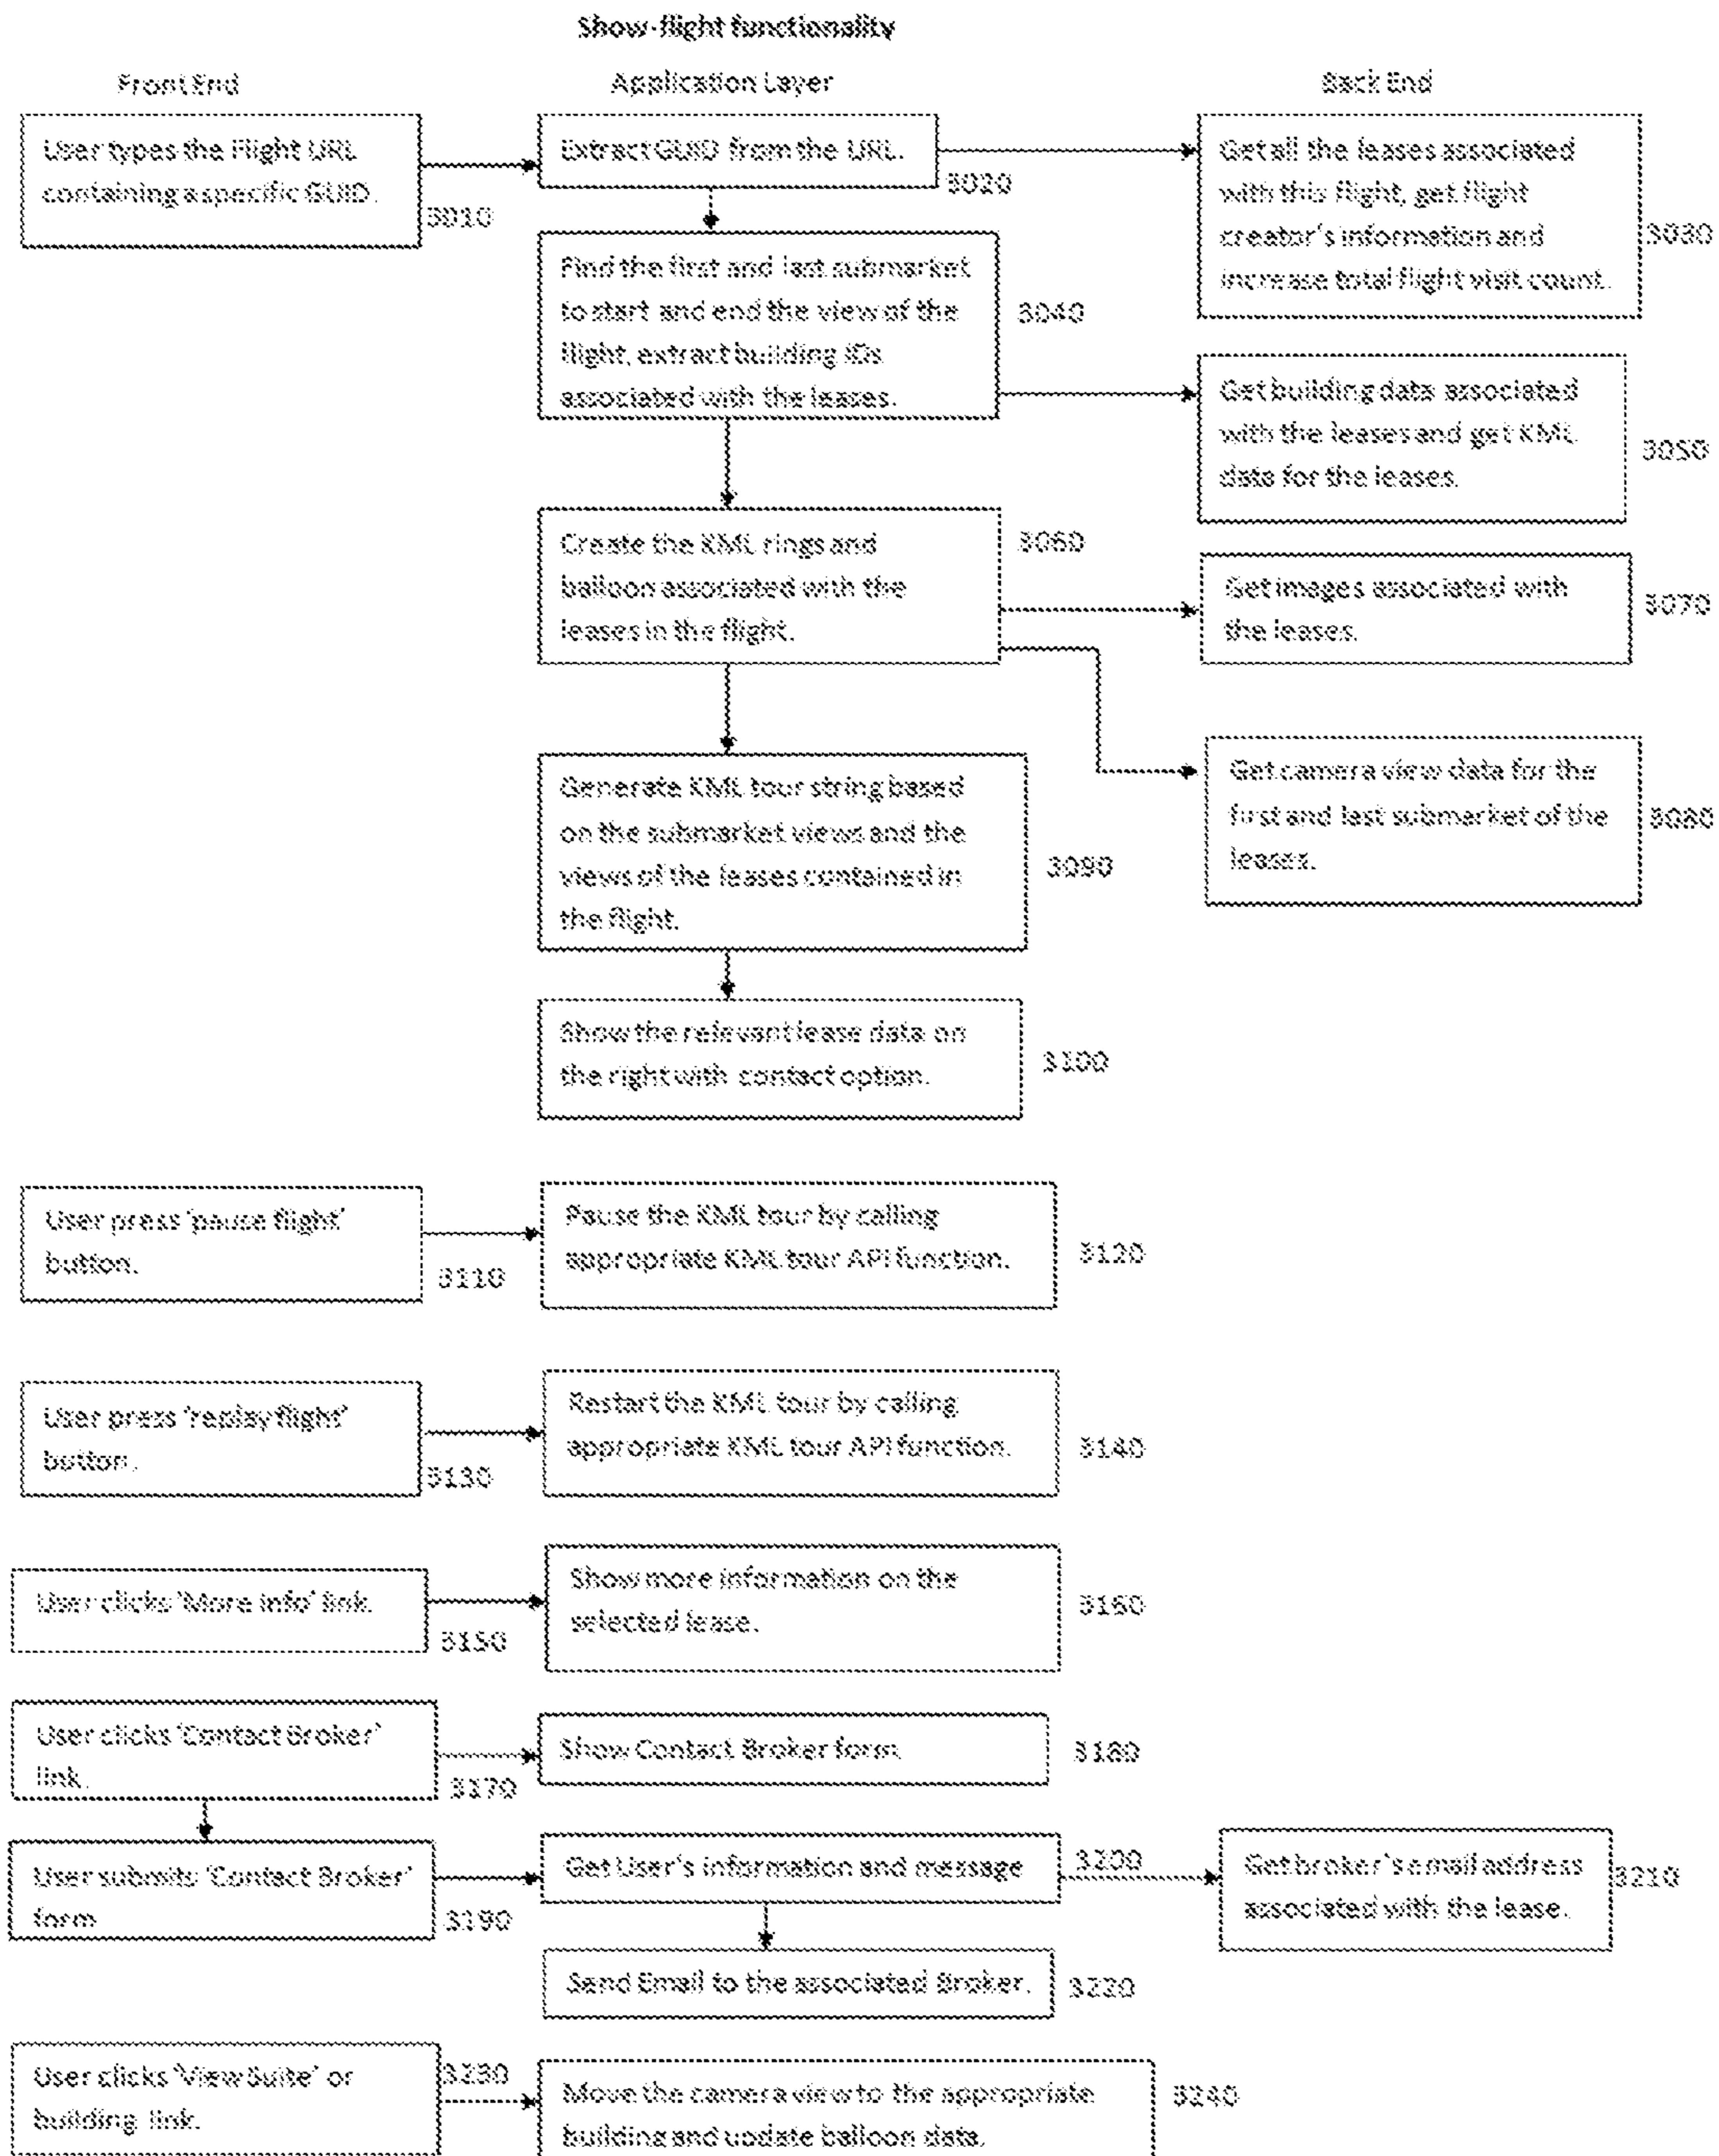 Show-flight functionality
Front End
Application Layer
Back End
User types the Flight URL
containing a specific GUID.
3010
Extract GUID from the URL.
3020
Get all the leases associated
with this flight, get flight
creator's information and
increase total flight visit count.
3030
Find the first and last submarket
to start and end the view of the
flight, extract building IDs
associated with the leases.
3040
Get building data associated
with the leases and get KML
data for the leases.
3050
Create the KML rings and
balloon associated with the
leases in the flight.
3060
Get images associated with
the leases.
3070
Get camera view data for the
first and last submarket of the
leases.
3080
Generate KML tour string based
on the submarket views and the
views of the leases contained in
the flight.
3090
Show the relevant lease data on
the right with contact option.
3100
User press 'pause flight'
button.
3110
Pause the KML tour by calling
appropriate KML tour API function.
3120
User press 'replay flight'
button.
3130
Restart the KML tour by calling
appropriate KML tour API function.
3140
User clicks 'More info' link.
3150
Show more information on the
selected lease.
3160
User clicks 'Contact Broker'
link.
3170
Show Contact Broker form
3180
User submits 'Contact Broker'
form
3190
Get User's information and message
3200
Get broker's email address
associated with the lease.
3210
Send Email to the associated Broker.
3220
User clicks 'View Suite' or
building link.
3230
Move the camera view to the appropriate
building and update balloon data.
3240